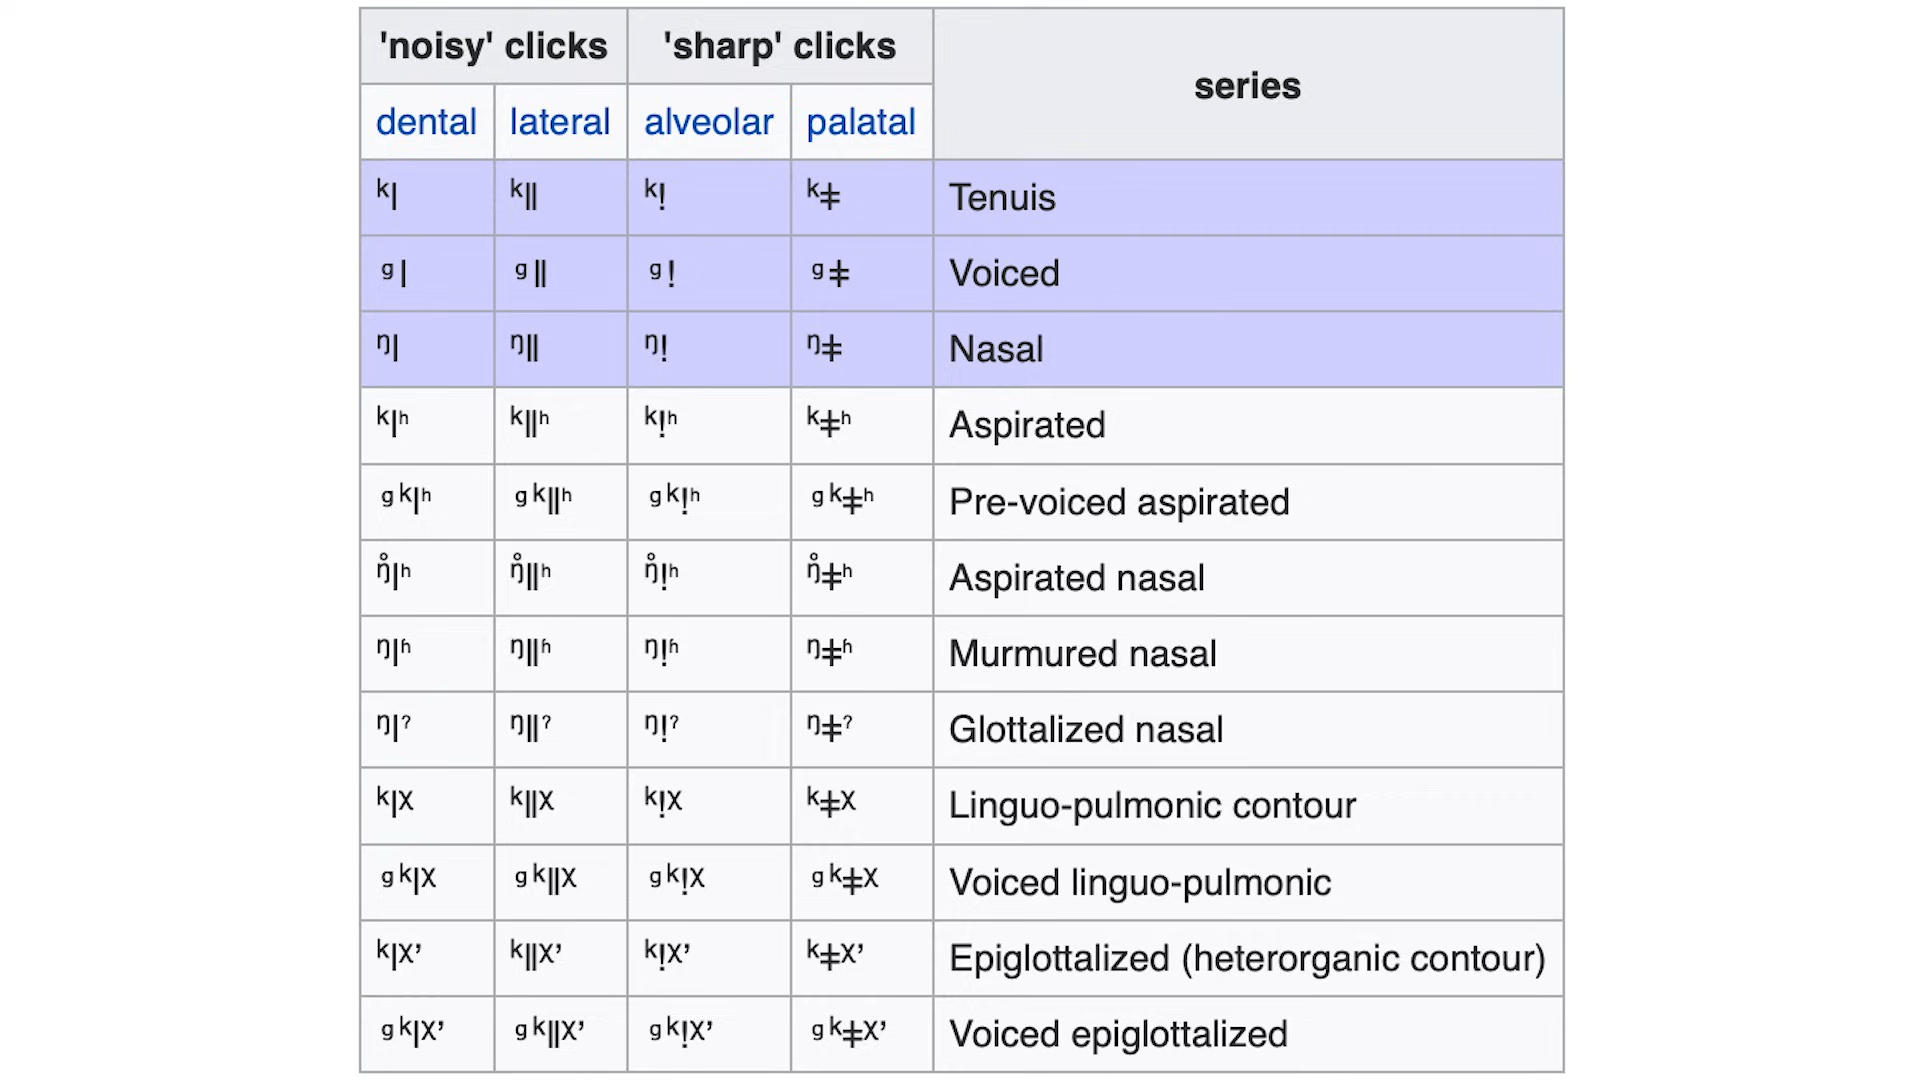 'noisy' clicks 'sharp' clicks series
dental lateral alveolar palatal
ᵏǀ ᵏǁ ᵏǃ ᵏǂ Tenuis
ᶢǀ ᶢǁ ᶢǃ ᶢǂ Voiced
ᵑǀ ᵑǁ ᵑǃ ᵑǂ Nasal
ᵏǀʰ ᵏǁʰ ᵏǃʰ ᵏǂʰ Aspirated
ᶢᵏǀʰ ᶢᵏǁʰ ᶢᵏǃʰ ᶢᵏǂʰ Pre-voiced aspirated
ᵑ̊ǀʰ ᵑ̊ǁʰ ᵑ̊ǃʰ ᵑ̊ǂʰ Aspirated nasal
ᵑǀʱ ᵑǁʱ ᵑǃʱ ᵑǂʱ Murmured nasal
ᵑǀˀ ᵑǁˀ ᵑǃˀ ᵑǂˀ Glottalized nasal
ᵏǀχ ᵏǁχ ᵏǃχ ᵏǂχ Linguo-pulmonic contour
ᶢᵏǀχ ᶢᵏǁχ ᶢᵏǃχ ᶢᵏǂχ Voiced linguo-pulmonic
ᵏǀχʼ ᵏǁχʼ ᵏǃχʼ ᵏǂχʼ Epiglottalized (heterorganic contour)
ᶢᵏǀχʼ ᶢᵏǁχʼ ᶢᵏǃχʼ ᶢᵏǂχʼ Voiced epiglottalized